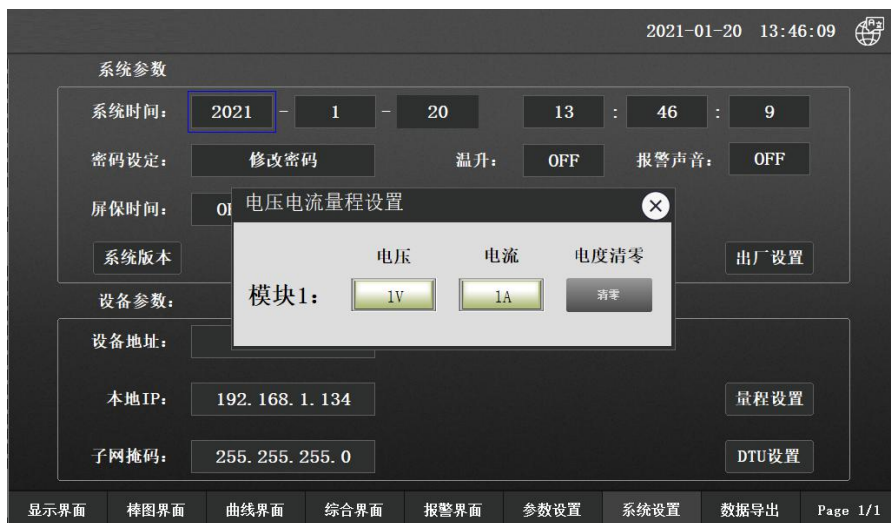 2021-01-20 13:46:09
系统参数
系统时间： 2021 - 1 - 20 13 : 46 : 9
密码设定： 修改密码 温升： OFF 报警声音： OFF
屏保时间：
电压电流量程设置
系统版本 出厂设置
电压 电流 电度清零
模块1： 1V 1A 清零
设备参数：
设备地址：
本地IP： 192.168.1.134 量程设置
子网掩码： 255.255.255.0 DTU设置
显示界面 棒图界面 曲线界面 综合界面 报警界面 参数设置 系统设置 数据导出 Page 1/1